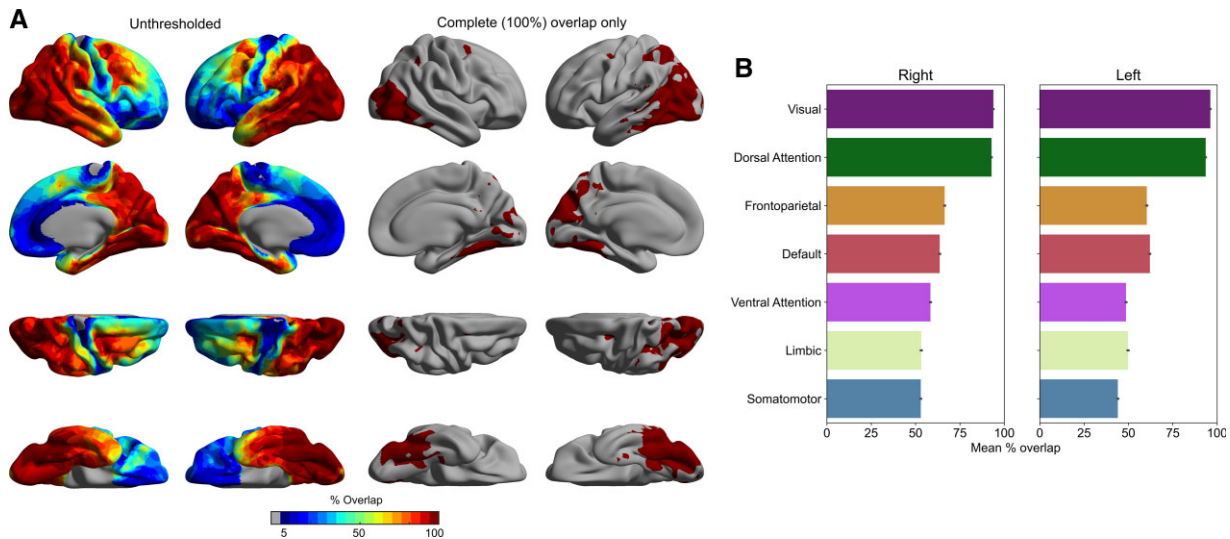 A
Unthresholded
Complete (100%) overlap only
% Overlap
5 50 100
B
Right Left
Visual
Dorsal Attention
Frontoparietal
Default
Ventral Attention
Limbic
Somatomotor
0 25 50 75 100 0 25 50 75 100
Mean % overlap